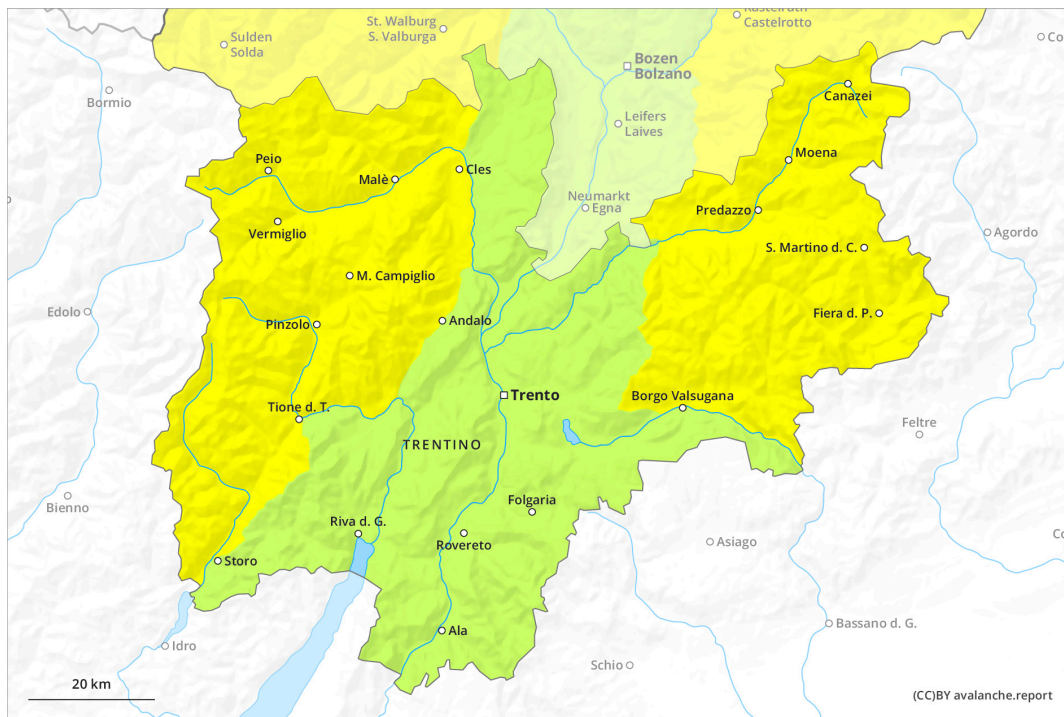 Kastelruth
Castelrotto
St. Walburg
S. Valburga
Sulden
Solda
Co
Bozen
Bolzano
Bormio
Canazei
Leifers
Laives
Moena
Peio
Malè
Cles
Neumarkt
Egna
Predazzo
Vermiglio
Agordo
S. Martino d. C.
M. Campiglio
Edolo
Fiera d. P.
Pinzolo
Andalo
Trento
Borgo Valsugana
Tione d. T.
Feltre
TRENTINO
Bienno
Folgaria
Riva d. G.
Rovereto
Asiago
Co
Storo
Bassano d. G.
Ala
Idro
Schio
20 km
(CC)BY avalanche.report